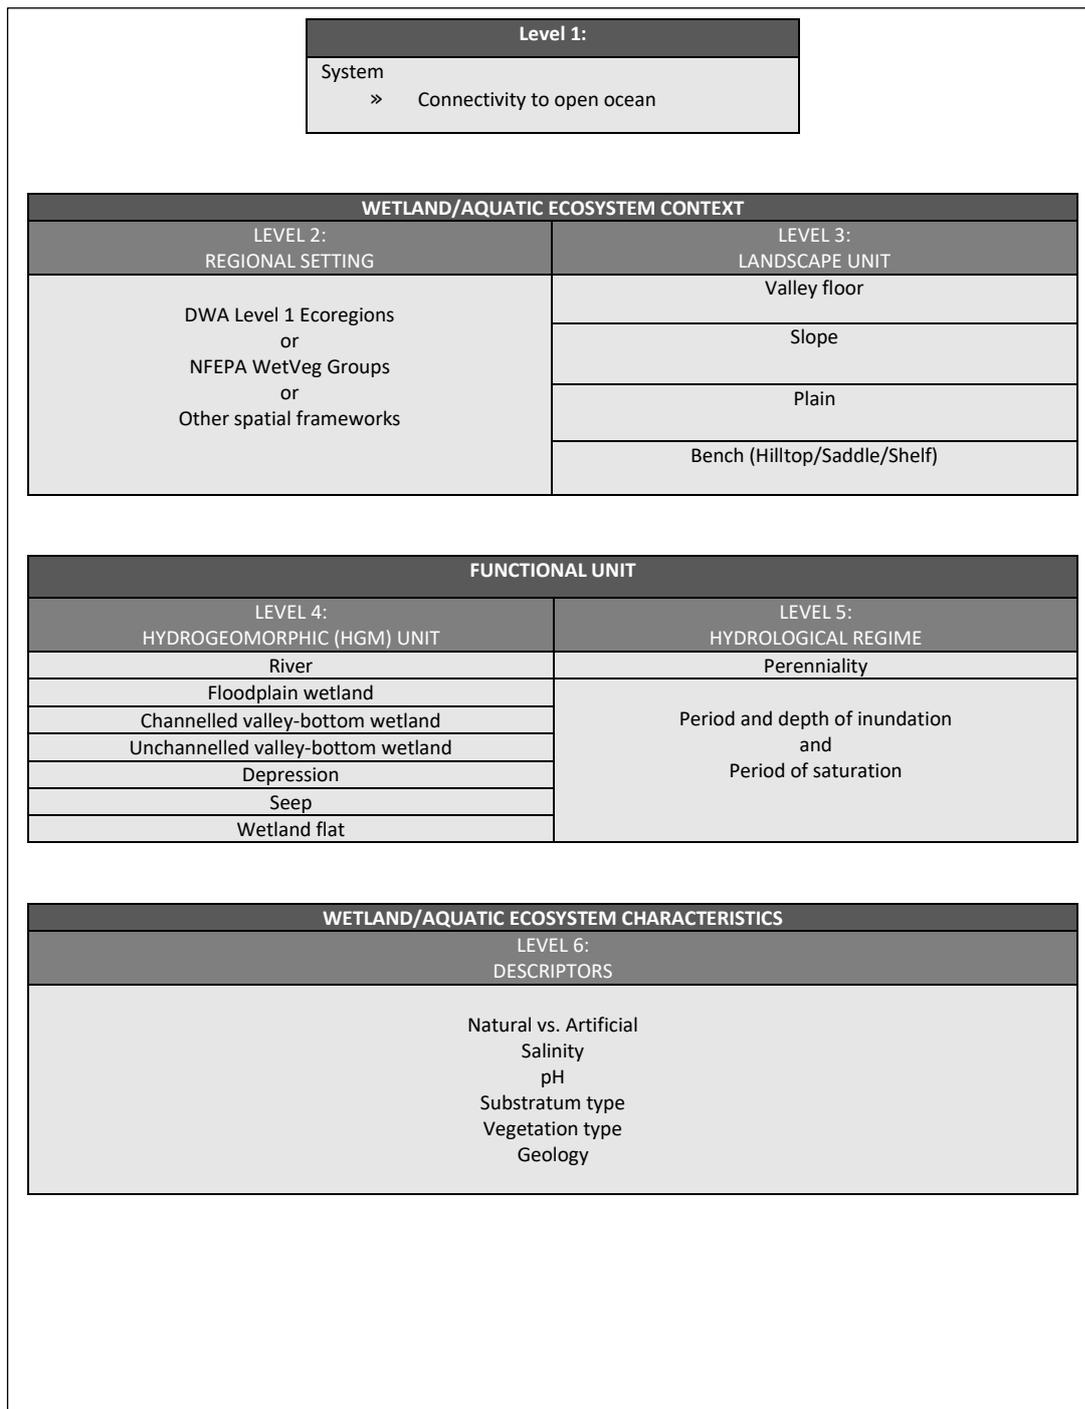 Level 1:
System
» Connectivity to open ocean
WETLAND/AQUATIC ECOSYSTEM CONTEXT
LEVEL 2:
REGIONAL SETTING
LEVEL 3:
LANDSCAPE UNIT
DWA Level 1 Ecoregions
or
NFEPA WetVeg Groups
or
Other spatial frameworks
Valley floor
Slope
Plain
Bench (Hilltop/Saddle/Shelf)
FUNCTIONAL UNIT
LEVEL 4:
HYDROGEOMORPHIC (HGM) UNIT
LEVEL 5:
HYDROLOGICAL REGIME
River
Floodplain wetland
Channelled valley-bottom wetland
Unchannelled valley-bottom wetland
Depression
Seep
Wetland flat
Perenniality
Period and depth of inundation
and
Period of saturation
WETLAND/AQUATIC ECOSYSTEM CHARACTERISTICS
LEVEL 6:
DESCRIPTORS
Natural vs. Artificial
Salinity
pH
Substratum type
Vegetation type
Geology